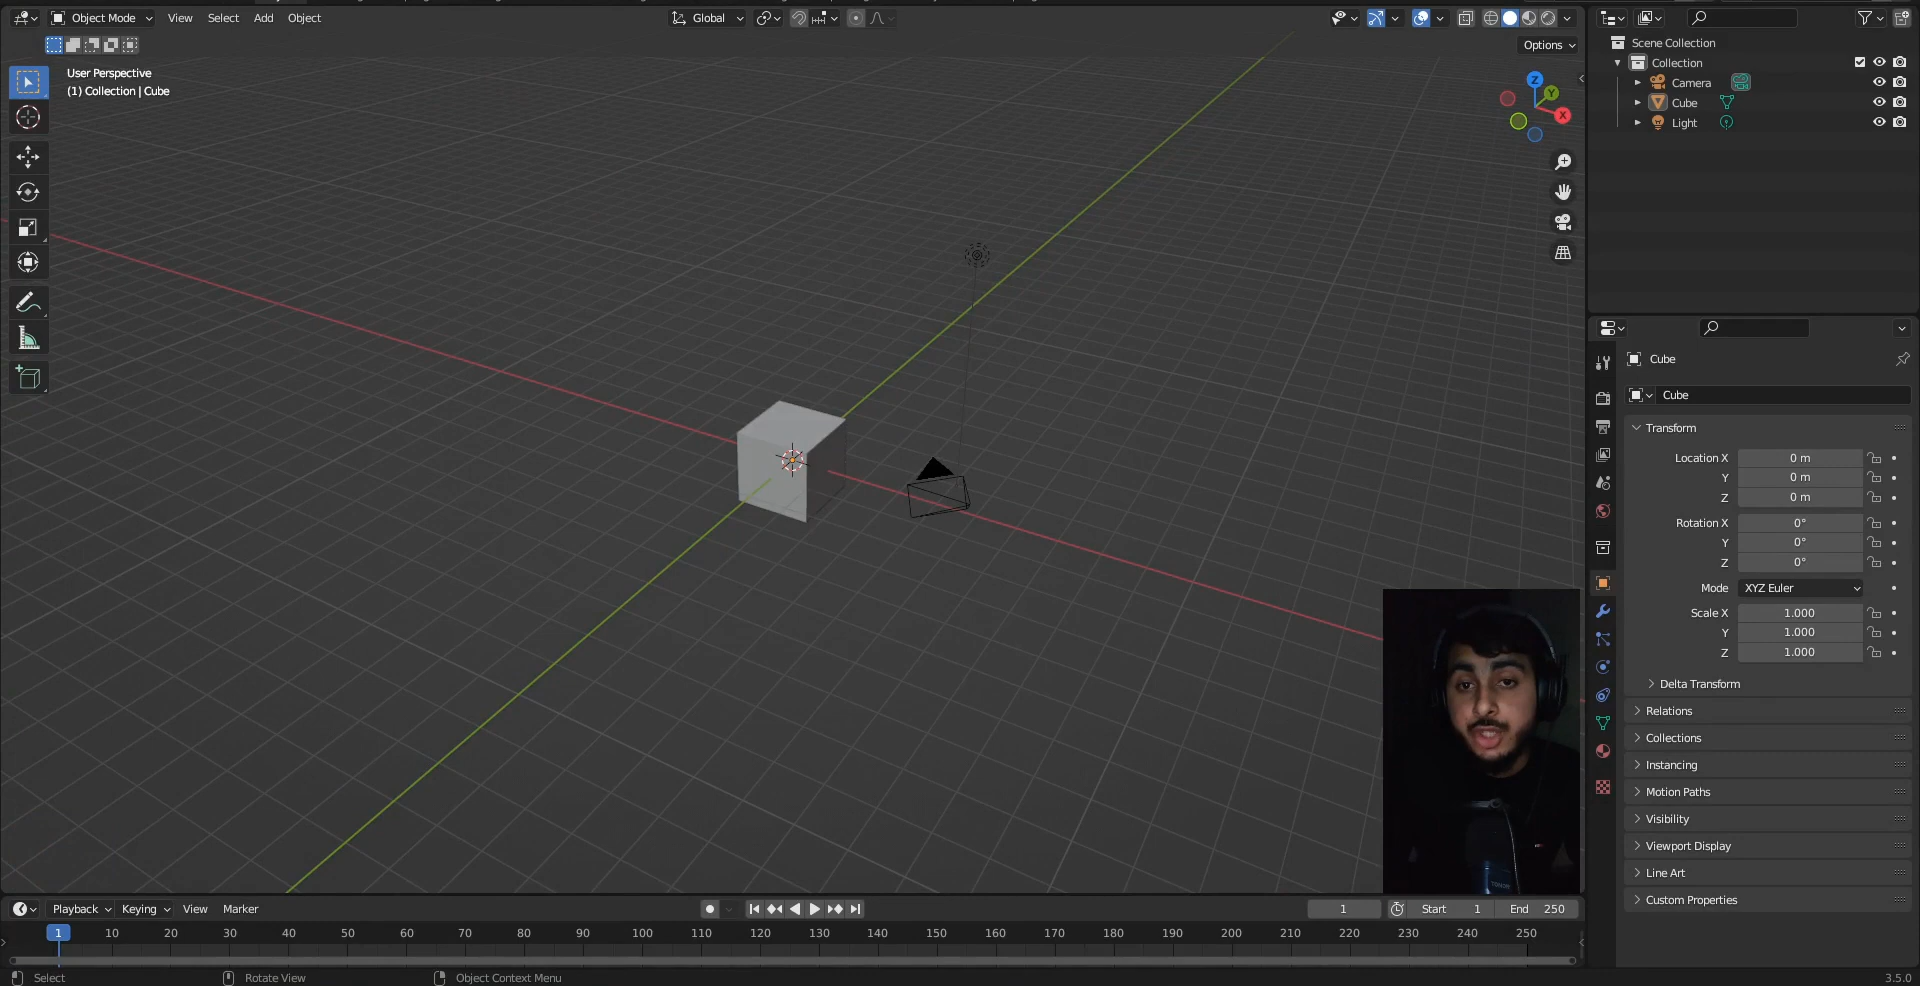 Object Mode View Select Add Object Global
Options
User Perspective
(1) Collection | Cube
Z
Y
X
Scene Collection
Collection
Camera
Cube
Light
Cube
Cube
Transform
Location X 0 m
Y 0 m
Z 0 m
Rotation X 0°
Y 0°
Z 0°
Mode XYZ Euler
Scale X 1.000
Y 1.000
Z 1.000
Delta Transform
Relations
Collections
Instancing
Motion Paths
Visibility
Viewport Display
Line Art
Custom Properties
Playback Keying View Marker 1 Start 1 End 250
1 10 20 30 40 50 60 70 80 90 100 110 120 130 140 150 160 170 180 190 200 210 220 230 240 250
Select Rotate View Object Context Menu 3.5.0